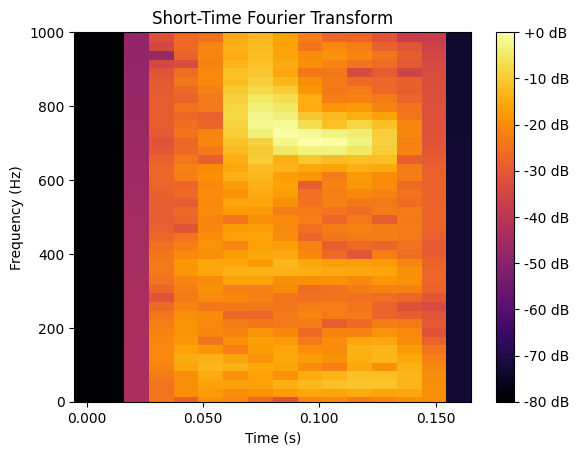 Short-Time Fourier Transform
1000
800
600
400
200
0
Frequency (Hz)
0.000
0.050
0.100
0.150
Time (s)
+0 dB
-10 dB
-20 dB
-30 dB
-40 dB
-50 dB
-60 dB
-70 dB
-80 dB